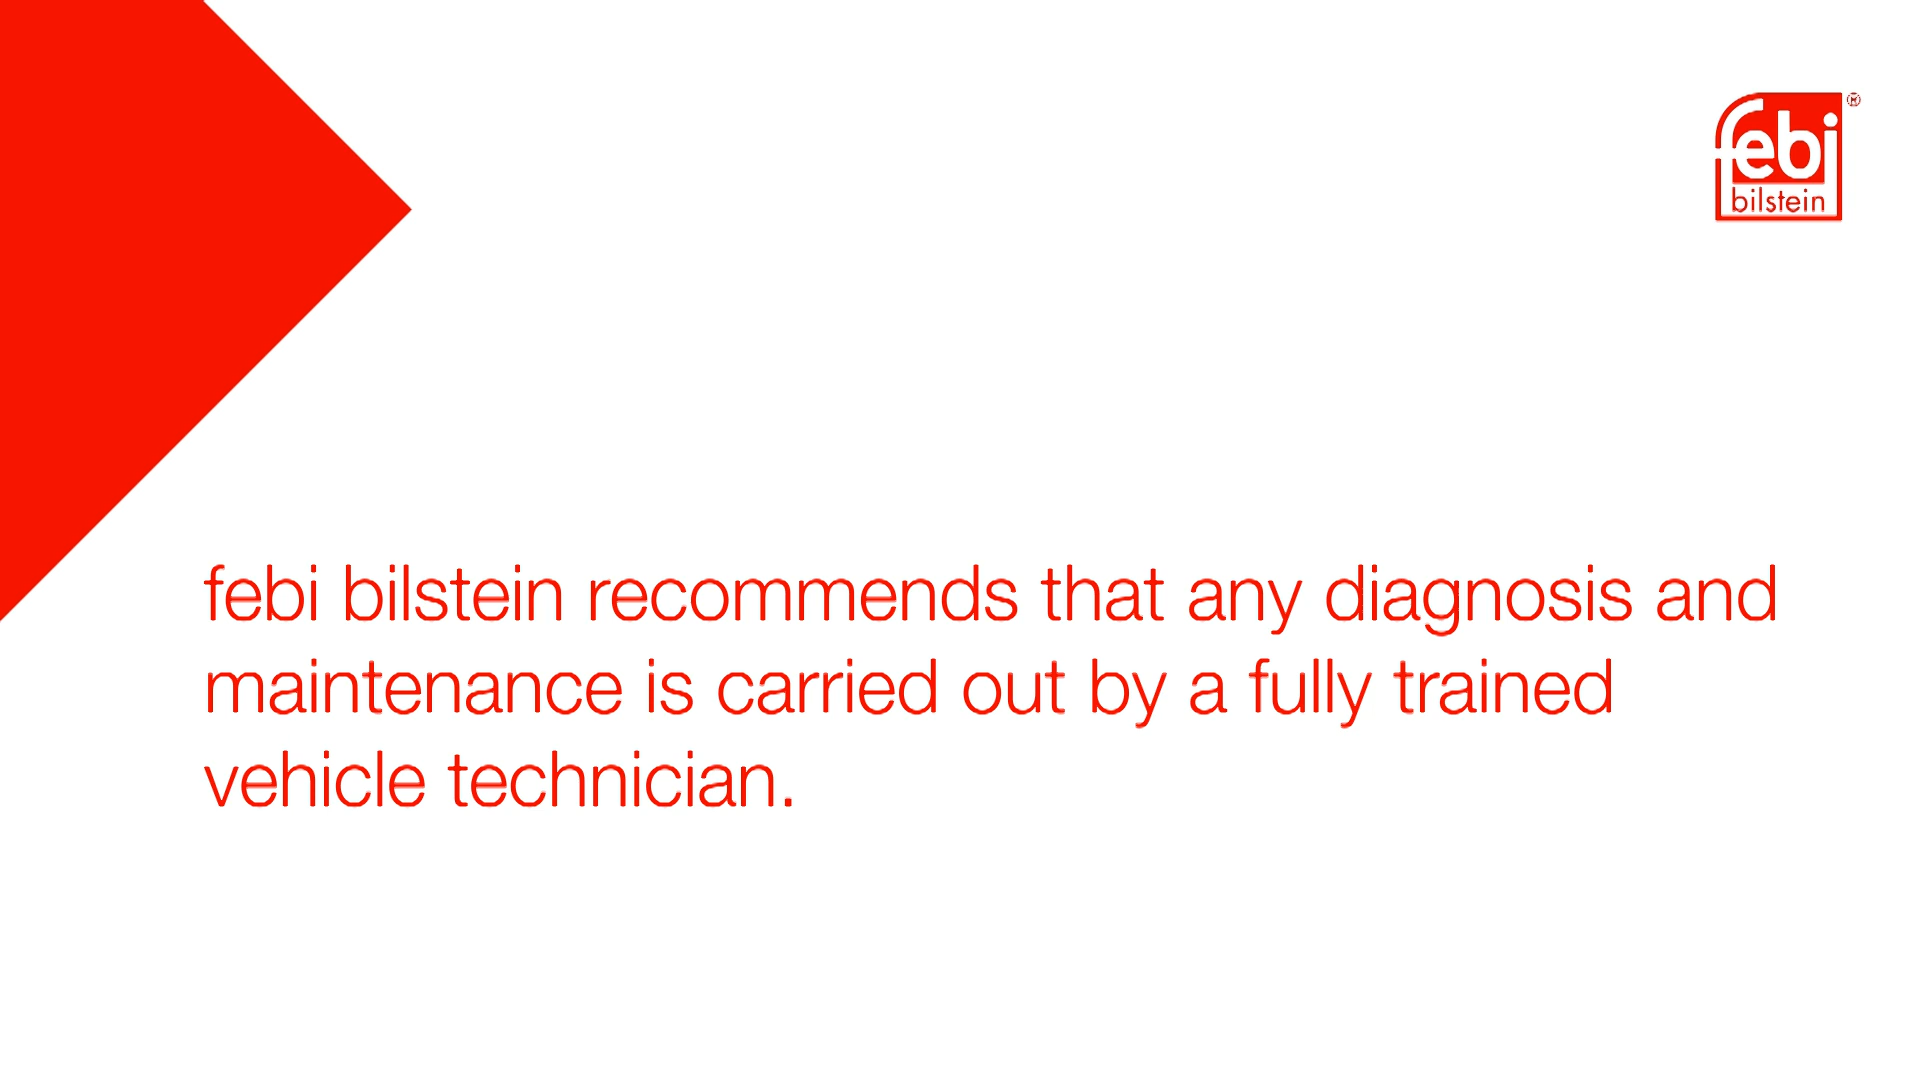 febi
bilstein
febi bilstein recommends that any diagnosis and
maintenance is carried out by a fully trained
vehicle technician.